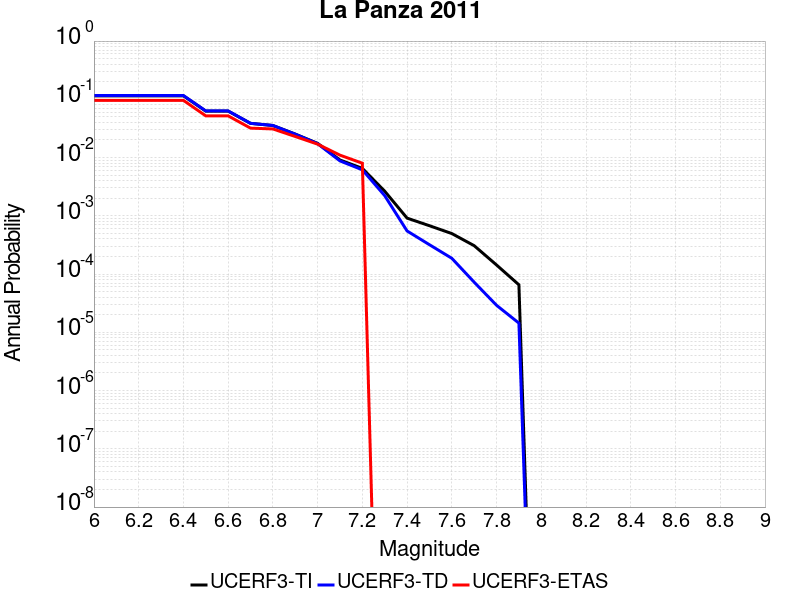 La Panza 2011
10^0
10^-1
10^-2
10^-3
10^-4
10^-5
10^-6
10^-7
10^-8
Annual Probability
6 6.2 6.4 6.6 6.8 7 7.2 7.4 7.6 7.8 8 8.2 8.4 8.6 8.8 9
Magnitude
UCERF3-TI UCERF3-TD UCERF3-ETAS